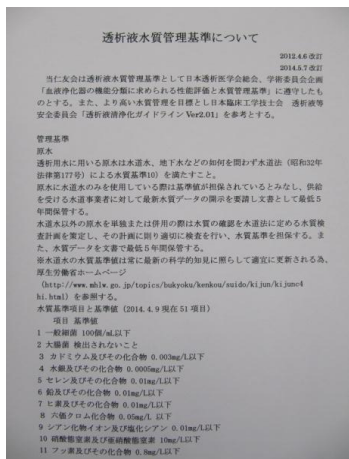 透析液水質管理基準について
2012.4.6 改訂
2014.5.7 改訂
当仁友会は透析液水質管理基準として日本透析医学会総会、学術委員会企画
「血液浄化器の機能分類に求められる性能評価と水質管理基準」に遵守したも
のとする。また、より高い水質管理を目標とし日本臨床工学技士会 透析液等
安全委員会「透析液清浄化ガイドライン Ver2.01」を参考とする。
管理基準
原水
透析用水に用いる原水は水道水、地下水などの如何を問わず水道法（昭和32年
法律第177号）による水質基準10）を満たすこと。
原水に水道水のみを使用している際は基準値が担保されているとみなし、供給
を受ける水道事業者に対して最新水質データの開示を要請し文書として最低５
年間保管する。
水道水以外の原水を単独または併用の際は水質の確認を水道法に定める水質検
査計画を策定し、その計画に則り適切に検査を行い、水質基準を担保する。ま
た、水質データを文書で最低５年間保管する。
※水道水の水質基準値は常に最新の科学的知見に照らして適宜に更新される為、
厚生労働省ホームページ
（http://www.mhlw.go.jp/topics/bukyoku/kenkou/suido/kijun/kijunc4
hi.html）を参照する。
水質基準項目と基準値（2014.4.9 現在 51 項目）
項目 基準値
1 一般細菌 100個/mL以下
2 大腸菌 検出されないこと
3 カドミウム及びその化合物 0.003mg/L以下
4 水銀及びその化合物 0.0005mg/L以下
5 セレン及びその化合物 0.01mg/L以下
6 鉛及びその化合物 0.01mg/L以下
7 ヒ素及びその化合物 0.01mg/L以下
8 六価クロム化合物 0.05mg/L 以下
9 シアン化物イオン及び塩化シアン 0.01mg/L以下
10 硝酸態窒素及び亜硝酸態窒素 10mg/L以下
11 フッ素及びその化合物 0.8mg/L以下